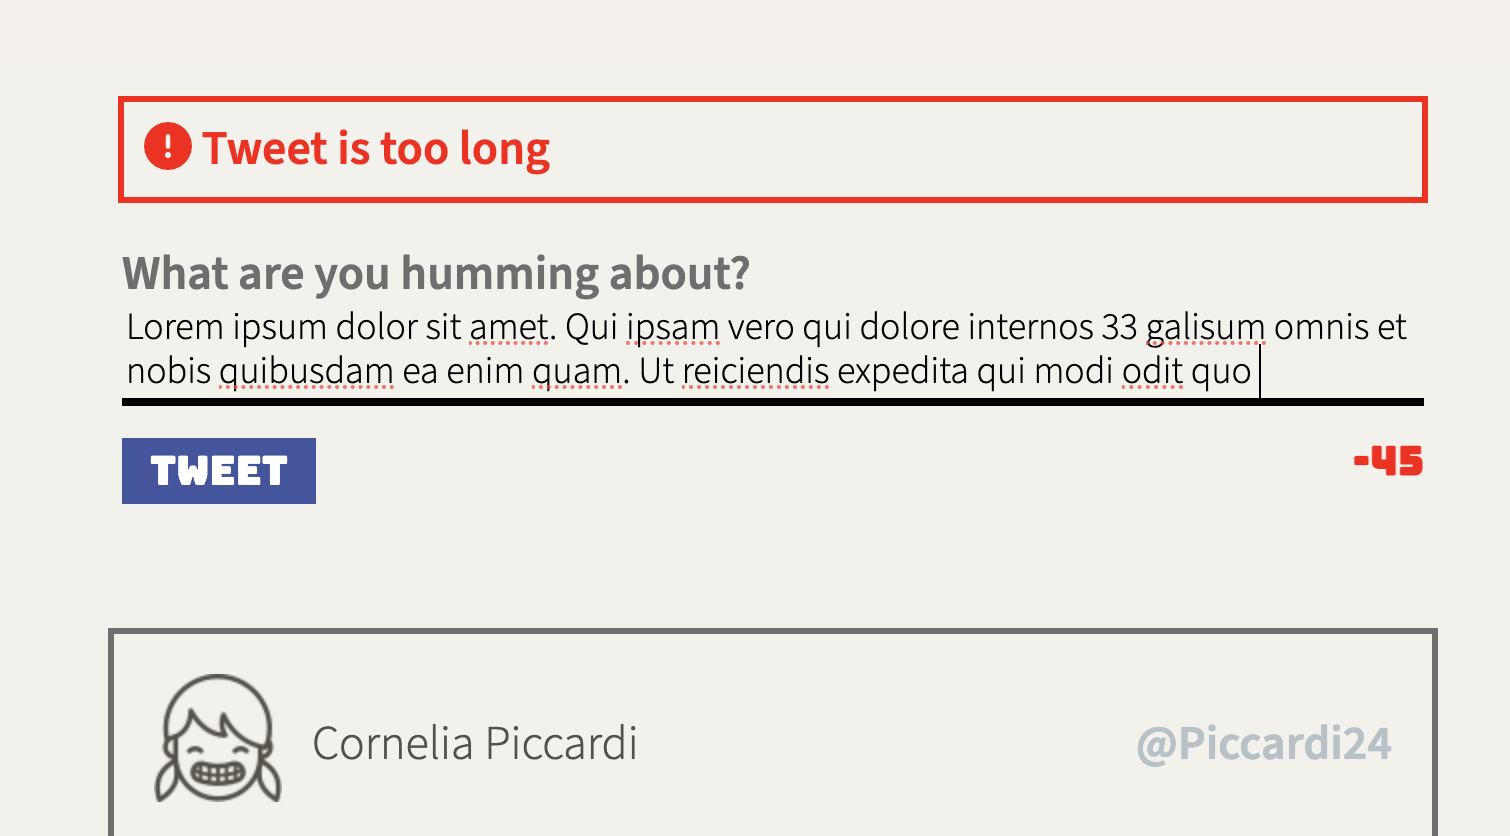 Tweet is too long
What are you humming about?
Lorem ipsum dolor sit amet. Qui ipsam vero qui dolore internos 33 galisum omnis et
nobis quibusdam ea enim quam. Ut reiciendis expedita qui modi odit quo
TWEET
-45
Cornelia Piccardi
@Piccardi24